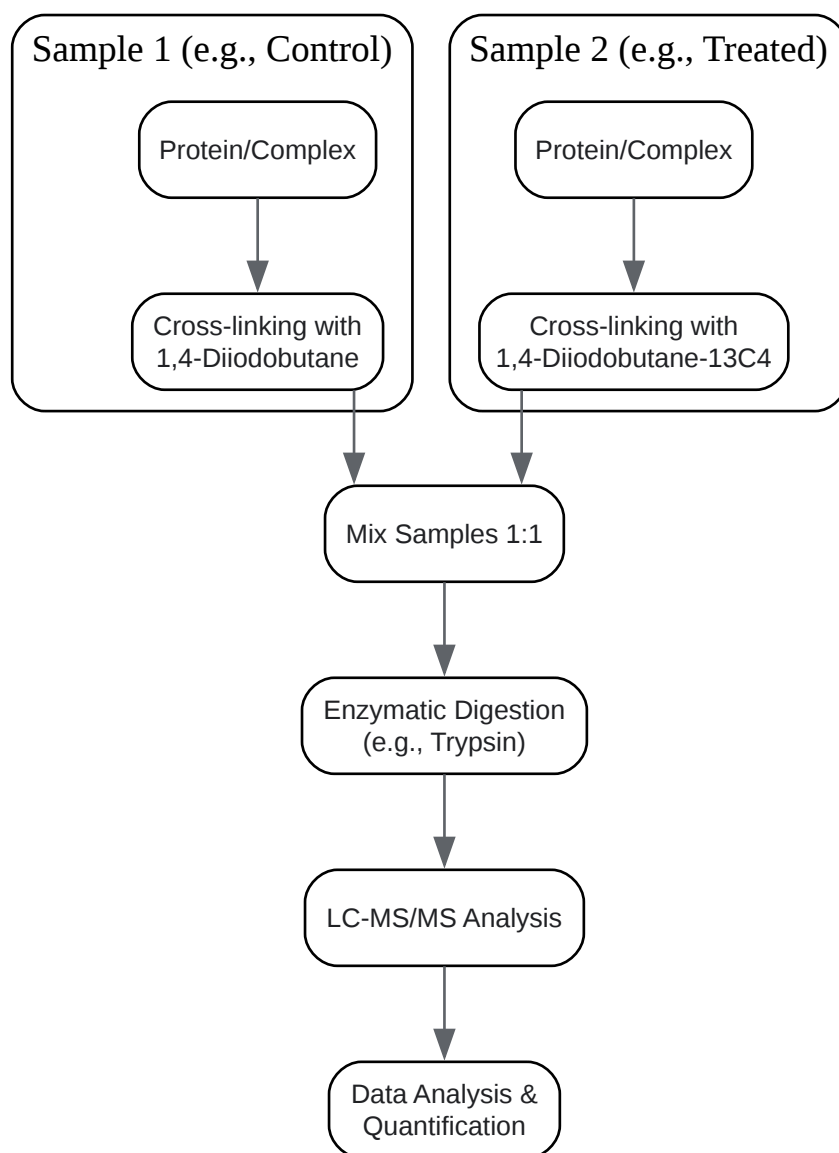 Sample 1 (e.g., Control)
Sample 2 (e.g., Treated)
Protein/Complex
Protein/Complex
Cross-linking with
1,4-Diiodobutane
Cross-linking with
1,4-Diiodobutane-13C4
Mix Samples 1:1
Enzymatic Digestion
(e.g., Trypsin)
LC-MS/MS Analysis
Data Analysis &
Quantification